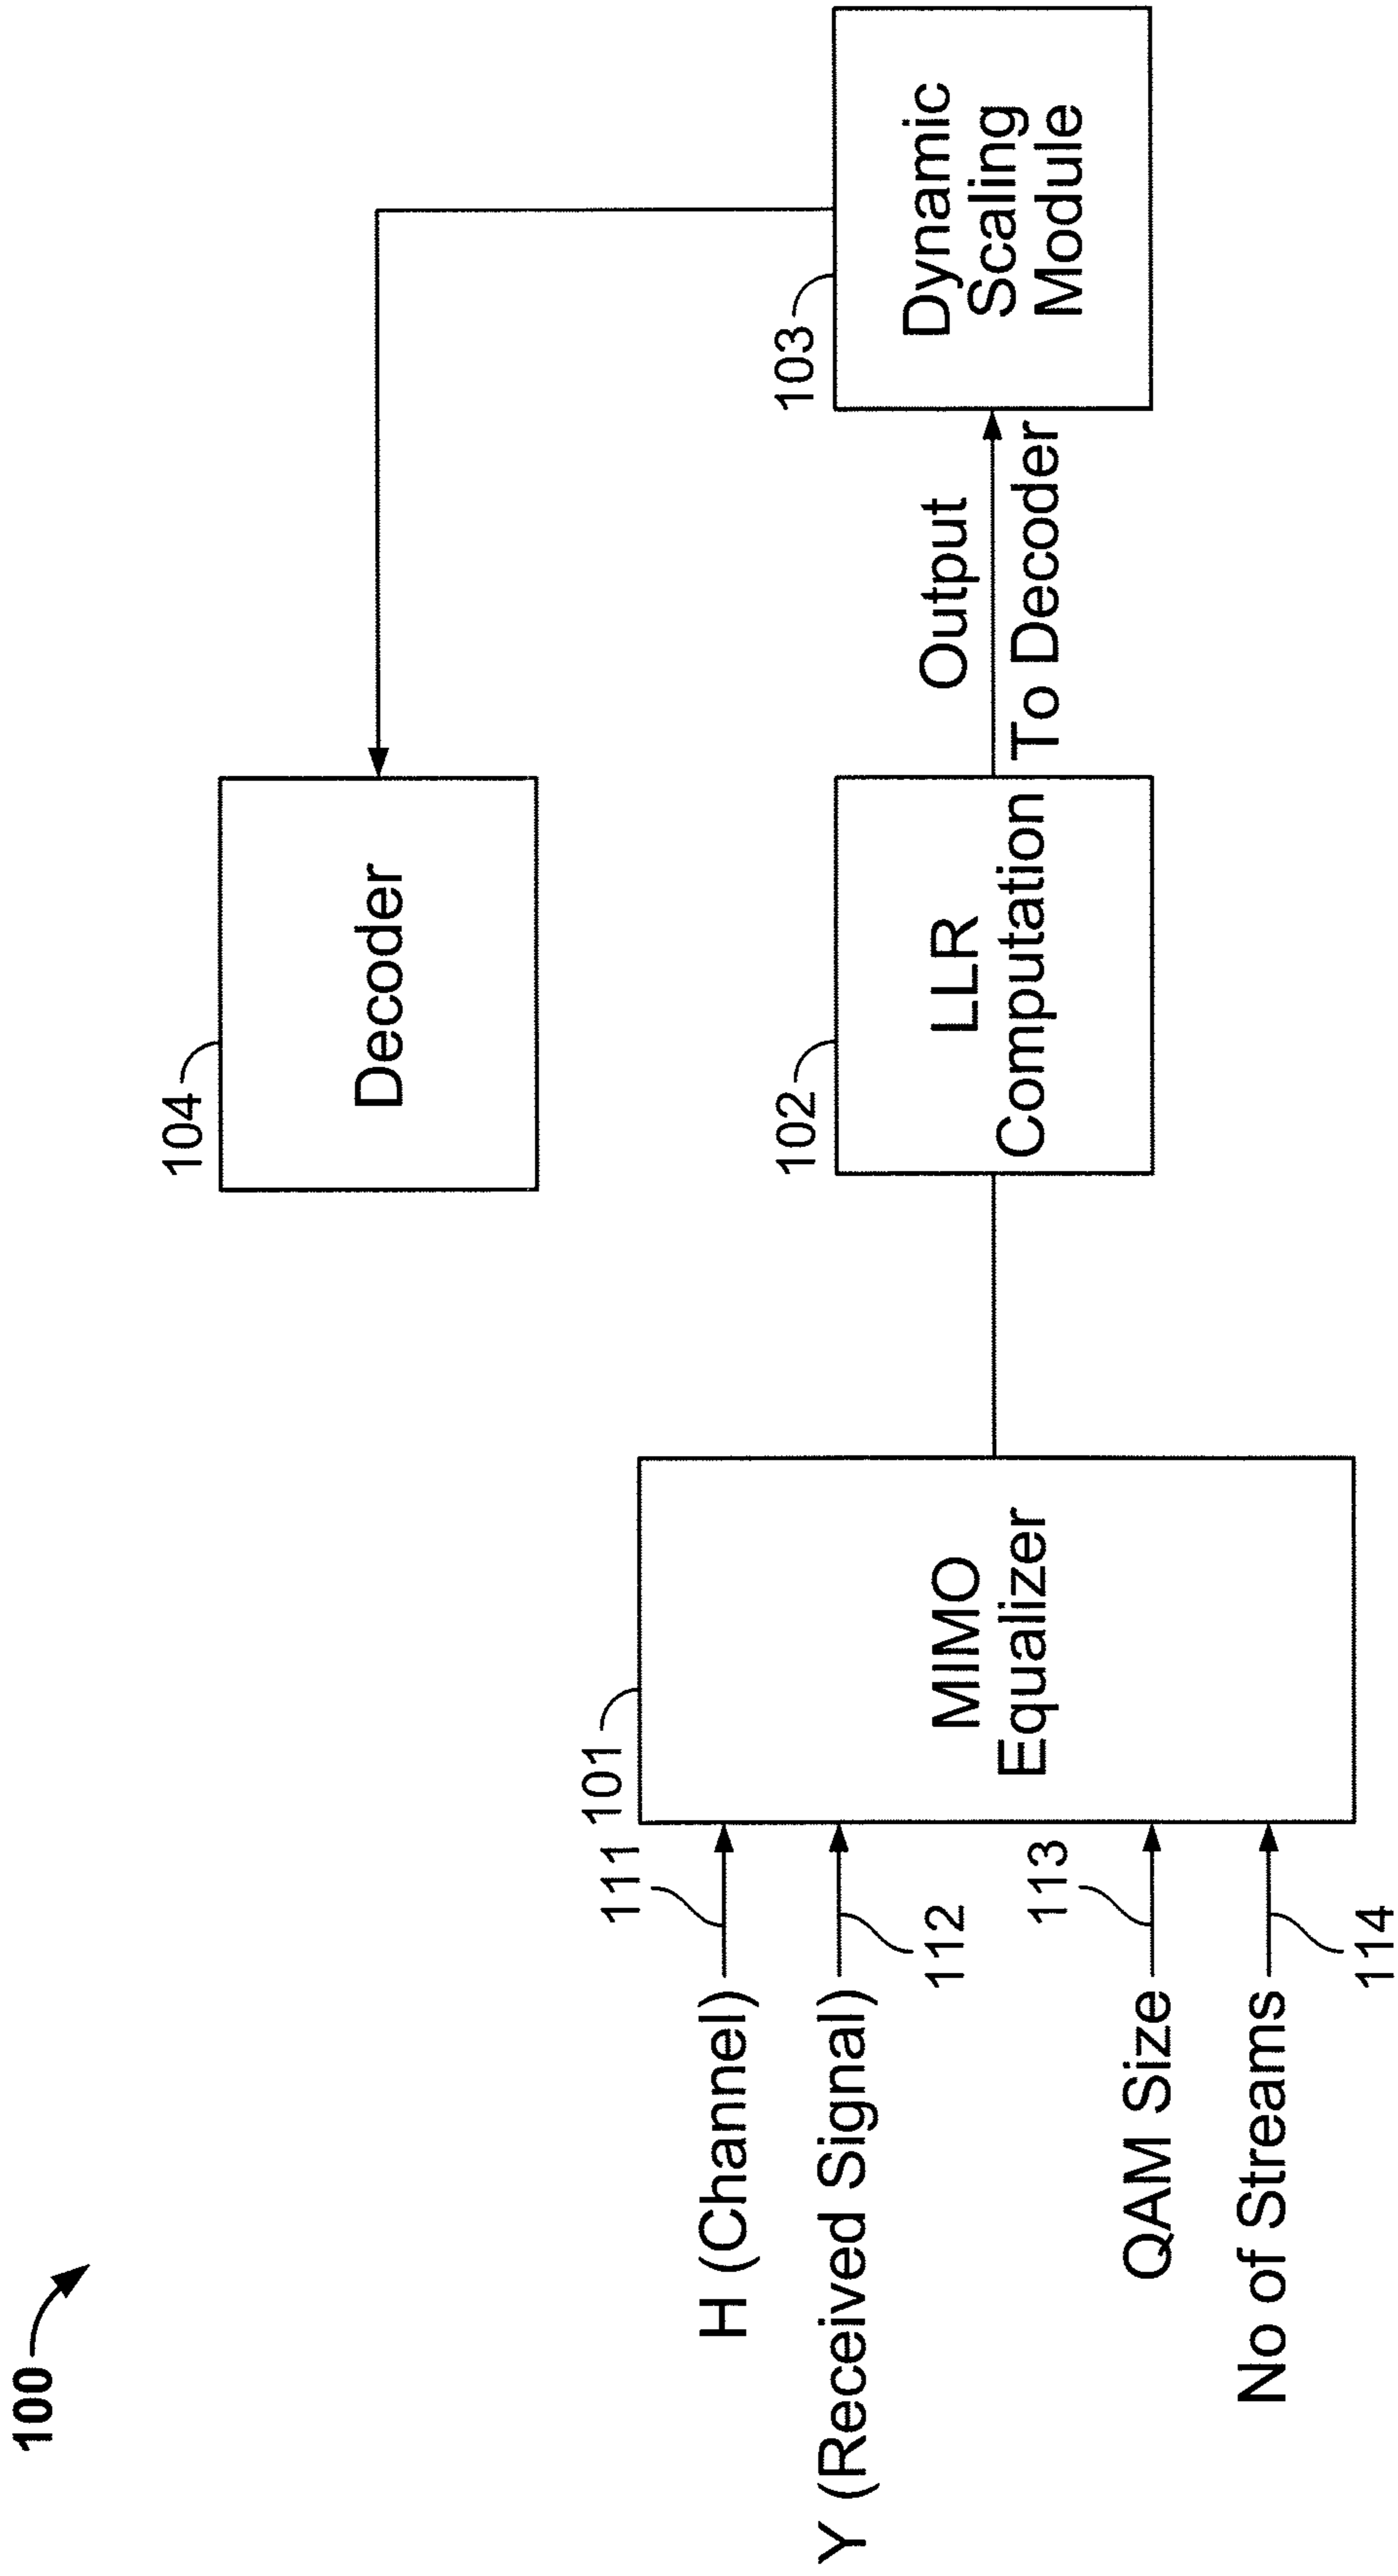 100
104
Decoder
H (Channel)
111
101
Y (Received Signal)
112
QAM Size
113
No of Streams
114
MIMO
Equalizer
102
LLR
Computation
Output
To Decoder
103
Dynamic
Scaling
Module